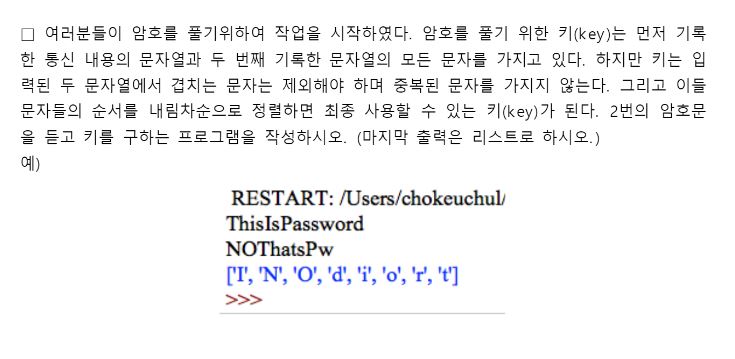 □ 여러분들이 암호를 풀기위하여 작업을 시작하였다. 암호를 풀기 위한 키(key)는 먼저 기록
한 통신 내용의 문자열과 두 번째 기록한 문자열의 모든 문자를 가지고 있다. 하지만 키는 입
력된 두 문자열에서 겹치는 문자는 제외해야 하며 중복된 문자를 가지지 않는다. 그리고 이들
문자들의 순서를 내림차순으로 정렬하면 최종 사용할 수 있는 키(key)가 된다. 2번의 암호문
을 듣고 키를 구하는 프로그램을 작성하시오. (마지막 출력은 리스트로 하시오.)
예)
RESTART: /Users/chokeuchul/
ThisIsPassword
NOThatsPw
['I', 'N', 'O', 'd', 'i', 'o', 'r', 't']
>>>